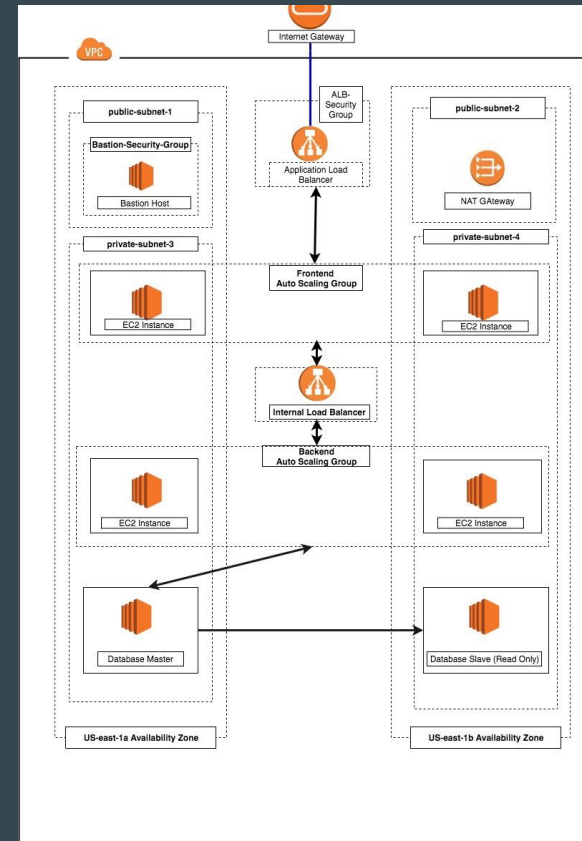 Internet Gateway
VPC
ALB-
Security
Group
public-subnet-1
public-subnet-2
Bastion-Security-Group
Bastion Host
Application Load
Balancer
NAT GAteway
private-subnet-3
private-subnet-4
Frontend
Auto Scaling Group
EC2 Instance
EC2 Instance
Internal Load Balancer
Backend
Auto Scaling Group
EC2 Instance
EC2 Instance
Database Master
Database Slave (Read Only)
US-east-1a Availability Zone
US-east-1b Availability Zone